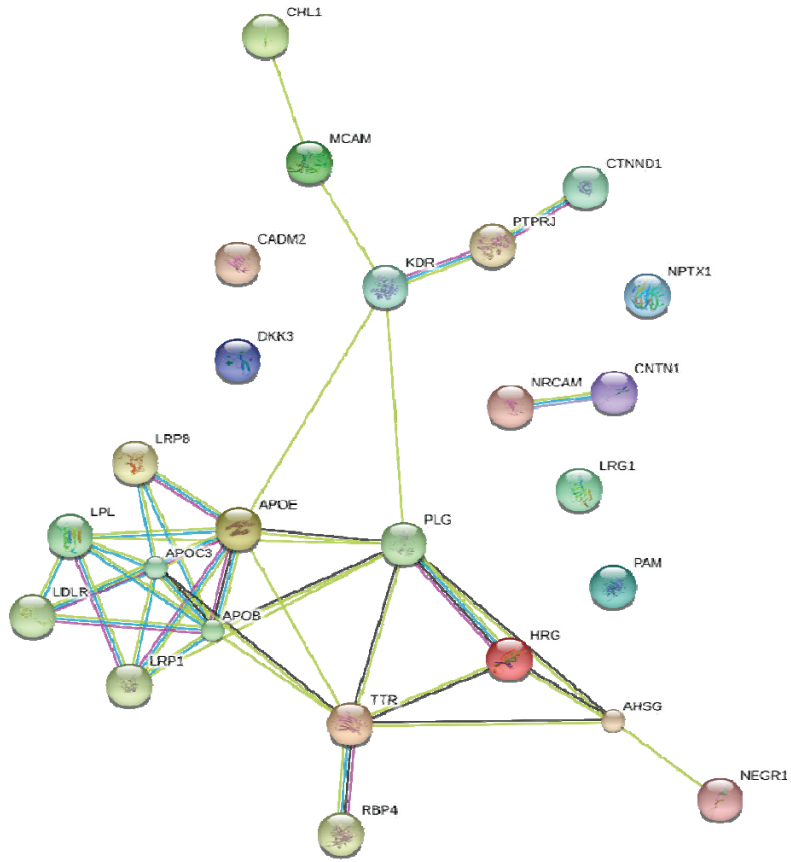 CHL1
MCAM
CTNND1
PTPRJ
CADM2
KDR
NPTX1
DKK3
NRCAM
CNTN1
LRP8
LRG1
APOE
LPL
PLG
APOC3
PAM
LDLR
APOB
HRG
LRP1
TTR
AHSG
NEGR1
RBP4